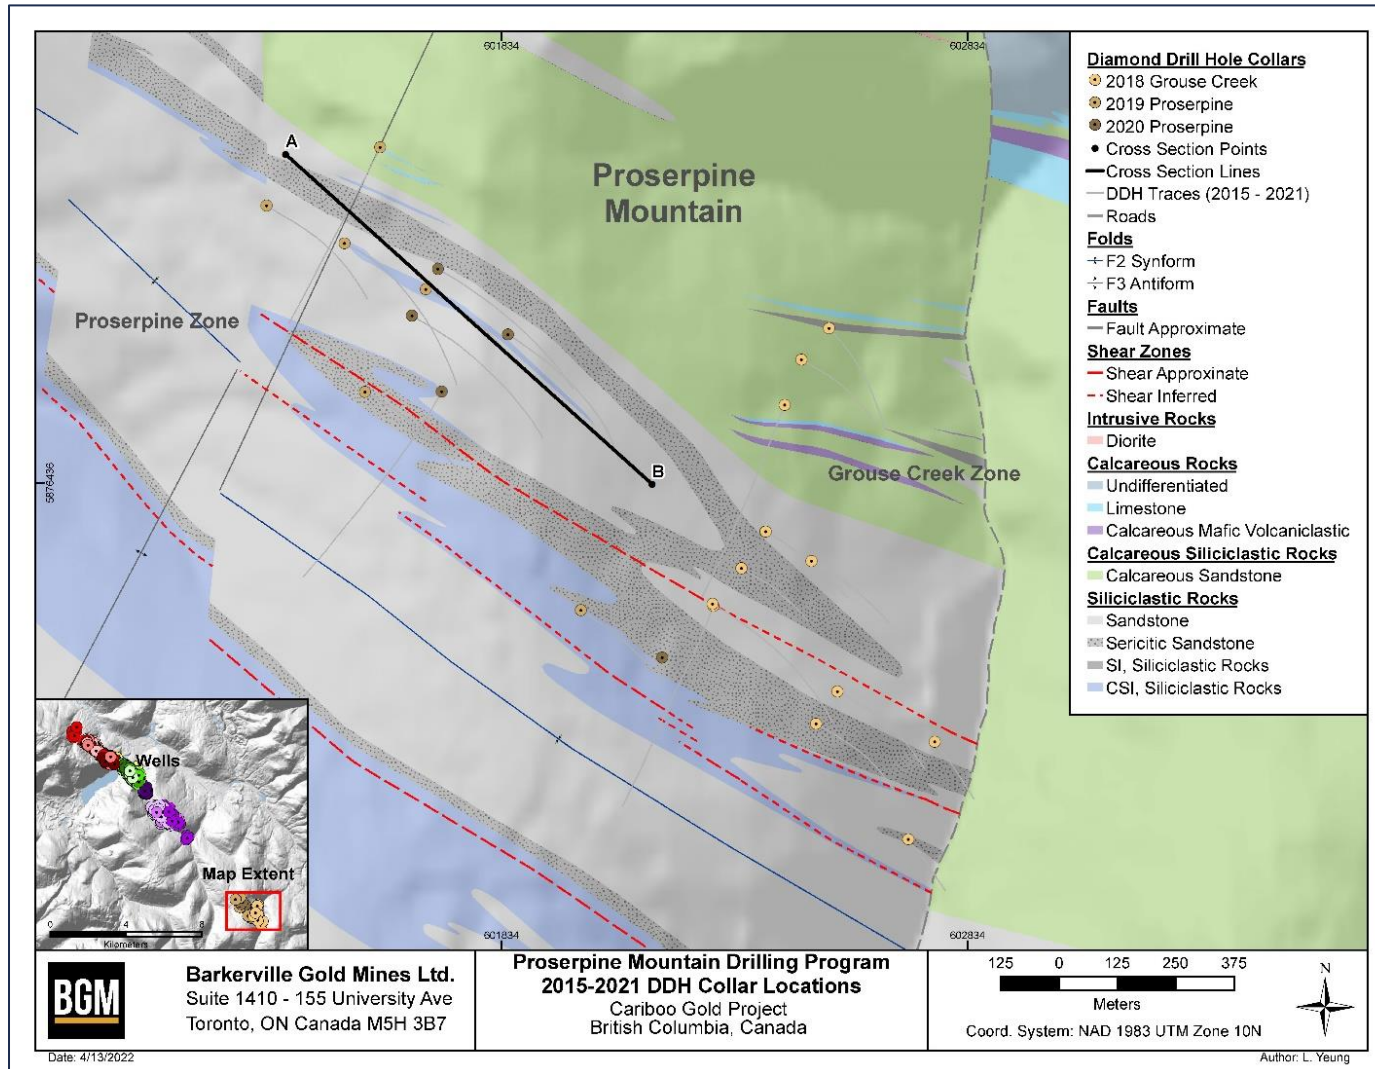 601834
602834
A
Proserpine
Mountain
Proserpine Zone
B
Grouse Creek Zone
5876436
601834
602834
Diamond Drill Hole Collars
2018 Grouse Creek
2019 Proserpine
2020 Proserpine
Cross Section Points
Cross Section Lines
DDH Traces (2015 - 2021)
Roads
Folds
F2 Synform
F3 Antiform
Faults
Fault Approximate
Shear Zones
Shear Approximate
Shear Inferred
Intrusive Rocks
Diorite
Calcareous Rocks
Undifferentiated
Limestone
Calcareous Mafic Volcaniclastic
Calcareous Siliciclastic Rocks
Calcareous Sandstone
Siliciclastic Rocks
Sandstone
Sericitic Sandstone
SI, Siliciclastic Rocks
CSI, Siliciclastic Rocks
Wells
Map Extent
0 4 8
Kilometers
BGM
Barkerville Gold Mines Ltd.
Suite 1410 - 155 University Ave
Toronto, ON Canada M5H 3B7
Proserpine Mountain Drilling Program
2015-2021 DDH Collar Locations
Cariboo Gold Project
British Columbia, Canada
125 0 125 250 375
Meters
N
Coord. System: NAD 1983 UTM Zone 10N
Date: 4/13/2022
Author: L. Yeung